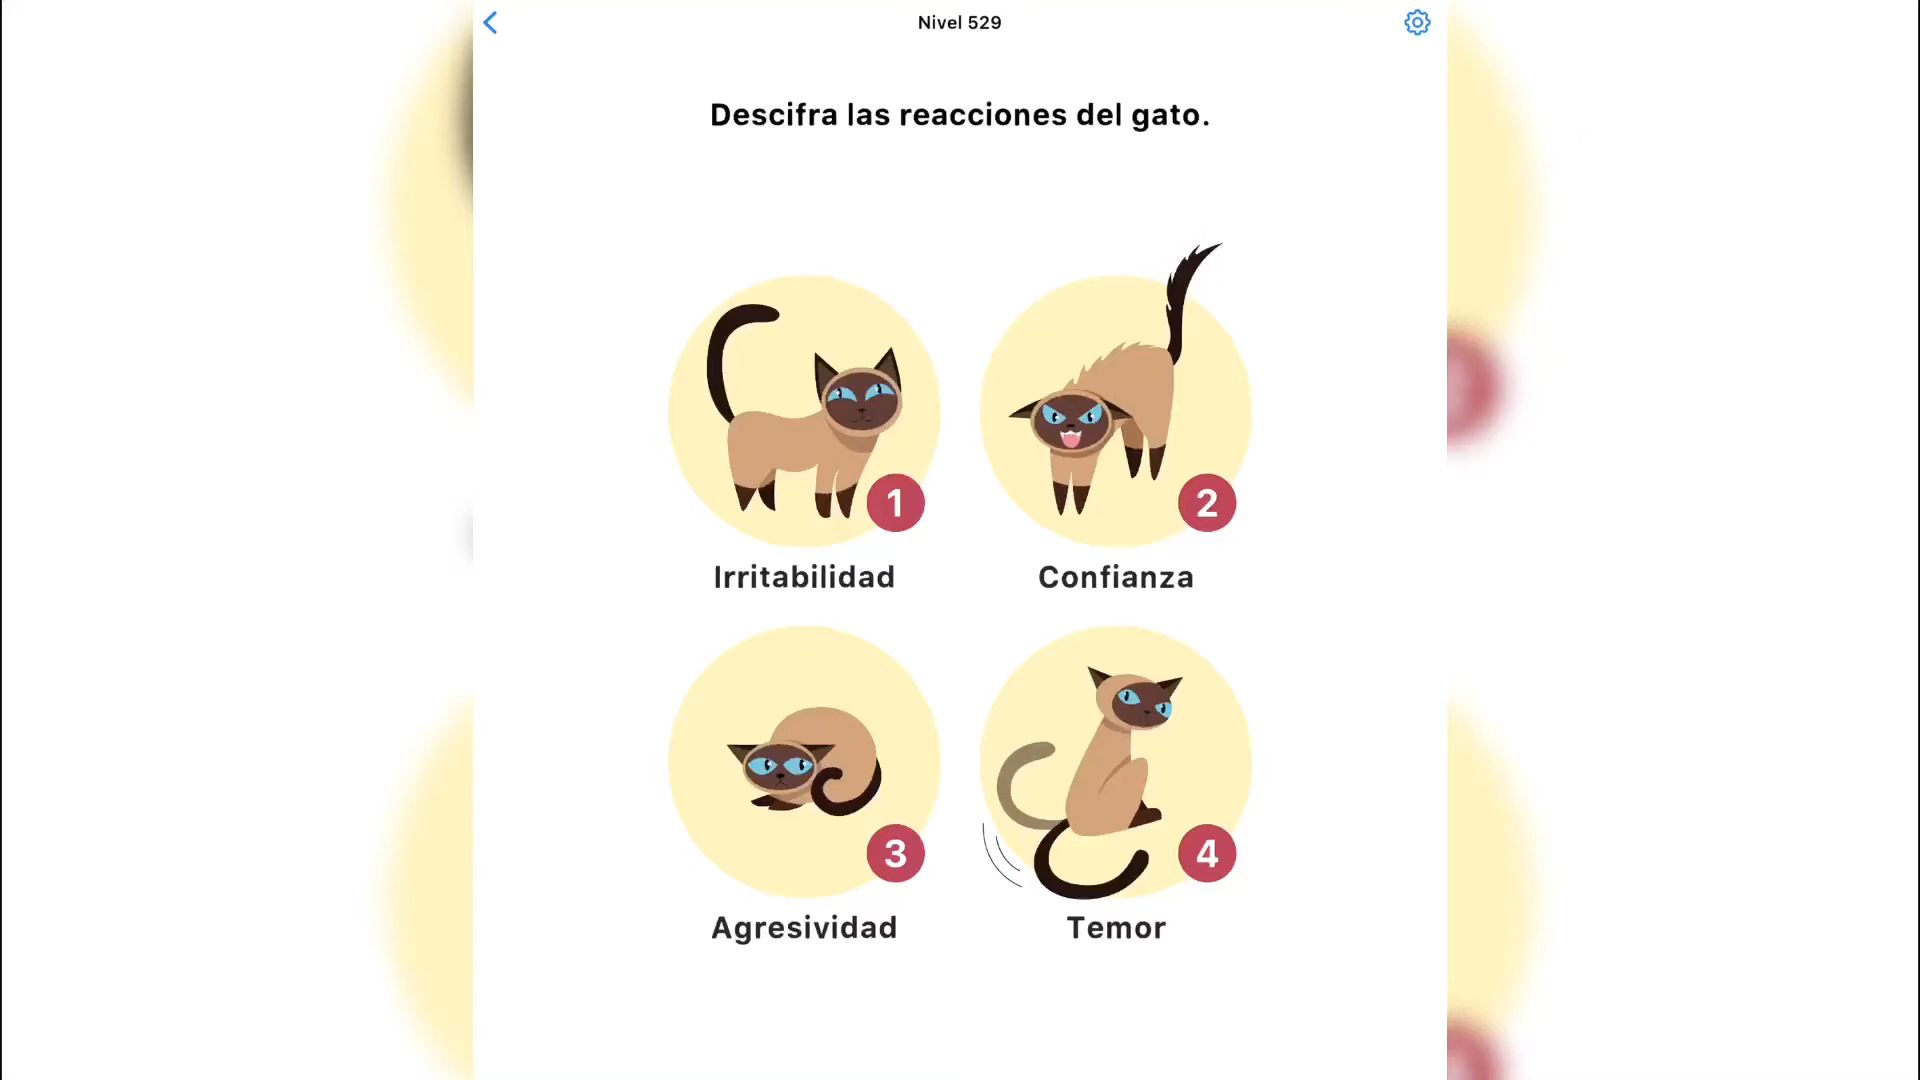 Nivel 529
Descifra las reacciones del gato.
1
2
Irritabilidad
Confianza
3
4
Agresividad
Temor